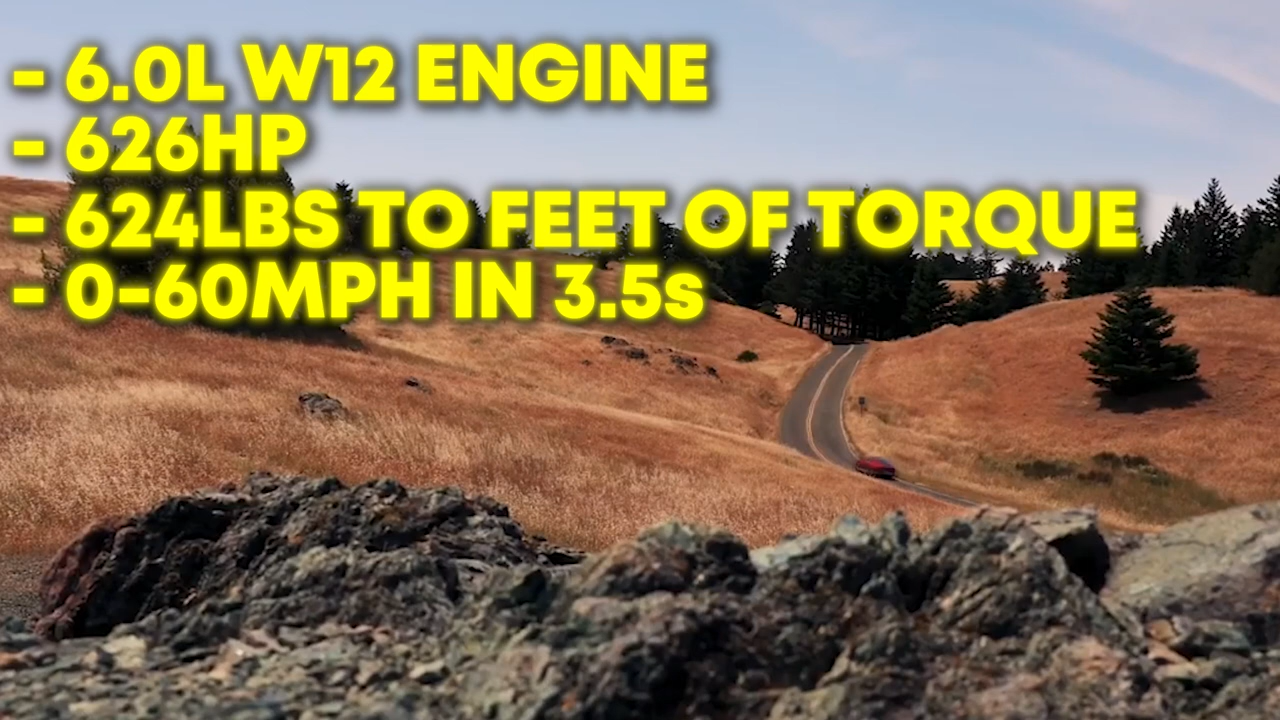 - 6.0L W12 ENGINE
- 626HP
- 624LBS TO FEET OF TORQUE
- 0-60MPH IN 3.5s